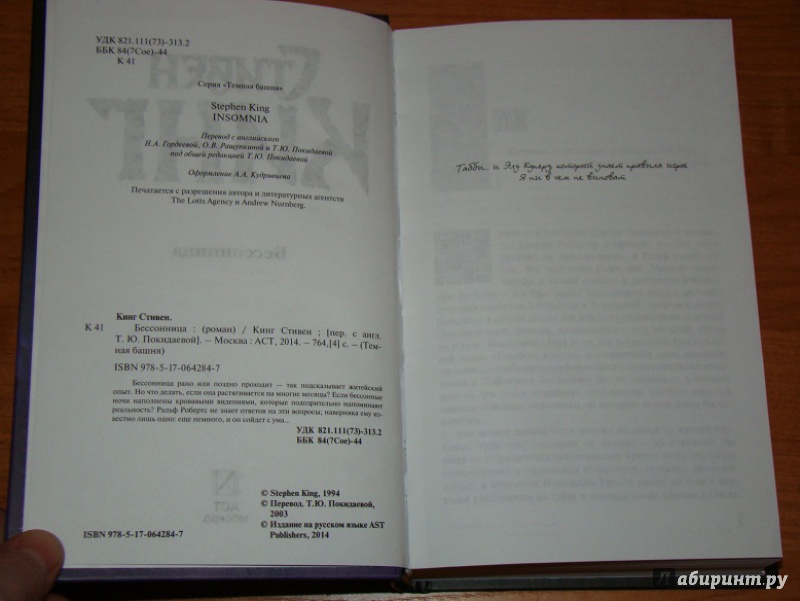 УДК 821.111(73)-313.2
ББК 84(7Сое)-44
К 41
Серия «Темная башня»
Stephen King
INSOMNIA
Перевод с английского
Н.А. Гордеевой, О.В. Ращупкиной и Т.Ю. Покидаевой
под общей редакцией Т.Ю. Покидаевой
Оформление А.А. Кудрявцева
Печатается с разрешения автора и литературных агентств
The Lotts Agency и Andrew Nurnberg.
Кинг Стивен.
К 41 Бессонница : (роман) / Кинг Стивен ; [пер. с англ.
Т. Ю. Покидаевой]. – Москва : АСТ, 2014. – 764,[4] с. – (Тем-
ная башня)
ISBN 978-5-17-064284-7
Бессонница рано или поздно проходит — так подсказывает житейский
опыт. Но что делать, если она растягивается на многие месяцы? Если бессонные
ночи наполнены кровавыми видениями, которые подозрительно напоминают
реальность? Ральф Робертс не знает ответов на эти вопросы; наверняка ему из-
вестно лишь одно: еще немного, и он сойдет с ума...
УДК 821.111(73)-313.2
ББК 84(7Сое)-44
© Stephen King, 1994
© Перевод. Т.Ю. Покидаевой,
2003
© Издание на русском языке AST
Publishers, 2014
ISBN 978-5-17-064284-7
Табби и Элу Куперу, который знает правила игры
Я ни в чем не виноват
Лабиринт.ру